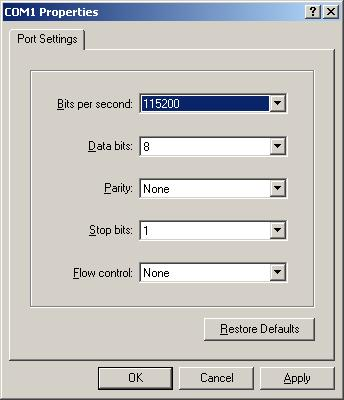 COM1 Properties
Port Settings
Bits per second: 115200
Data bits: 8
Parity: None
Stop bits: 1
Flow control: None
Restore Defaults
OK Cancel Apply